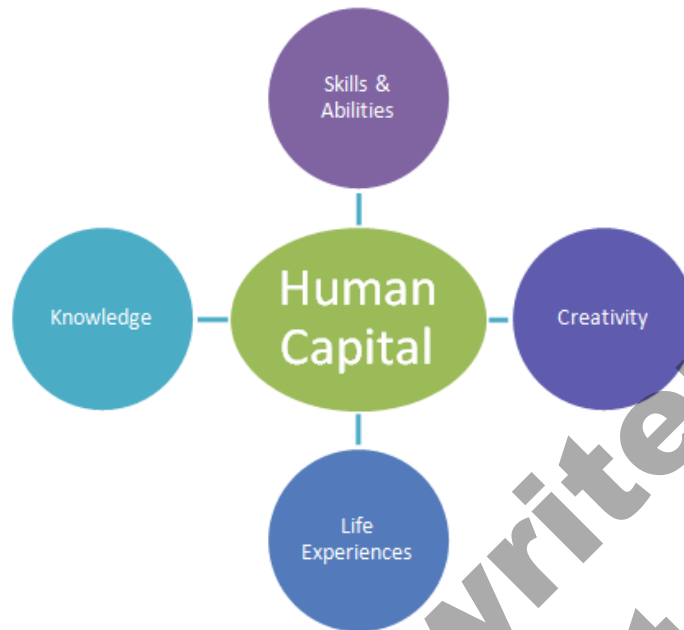 Skills &
Abilities
Knowledge
Human
Capital
Creativity
Life
Experiences